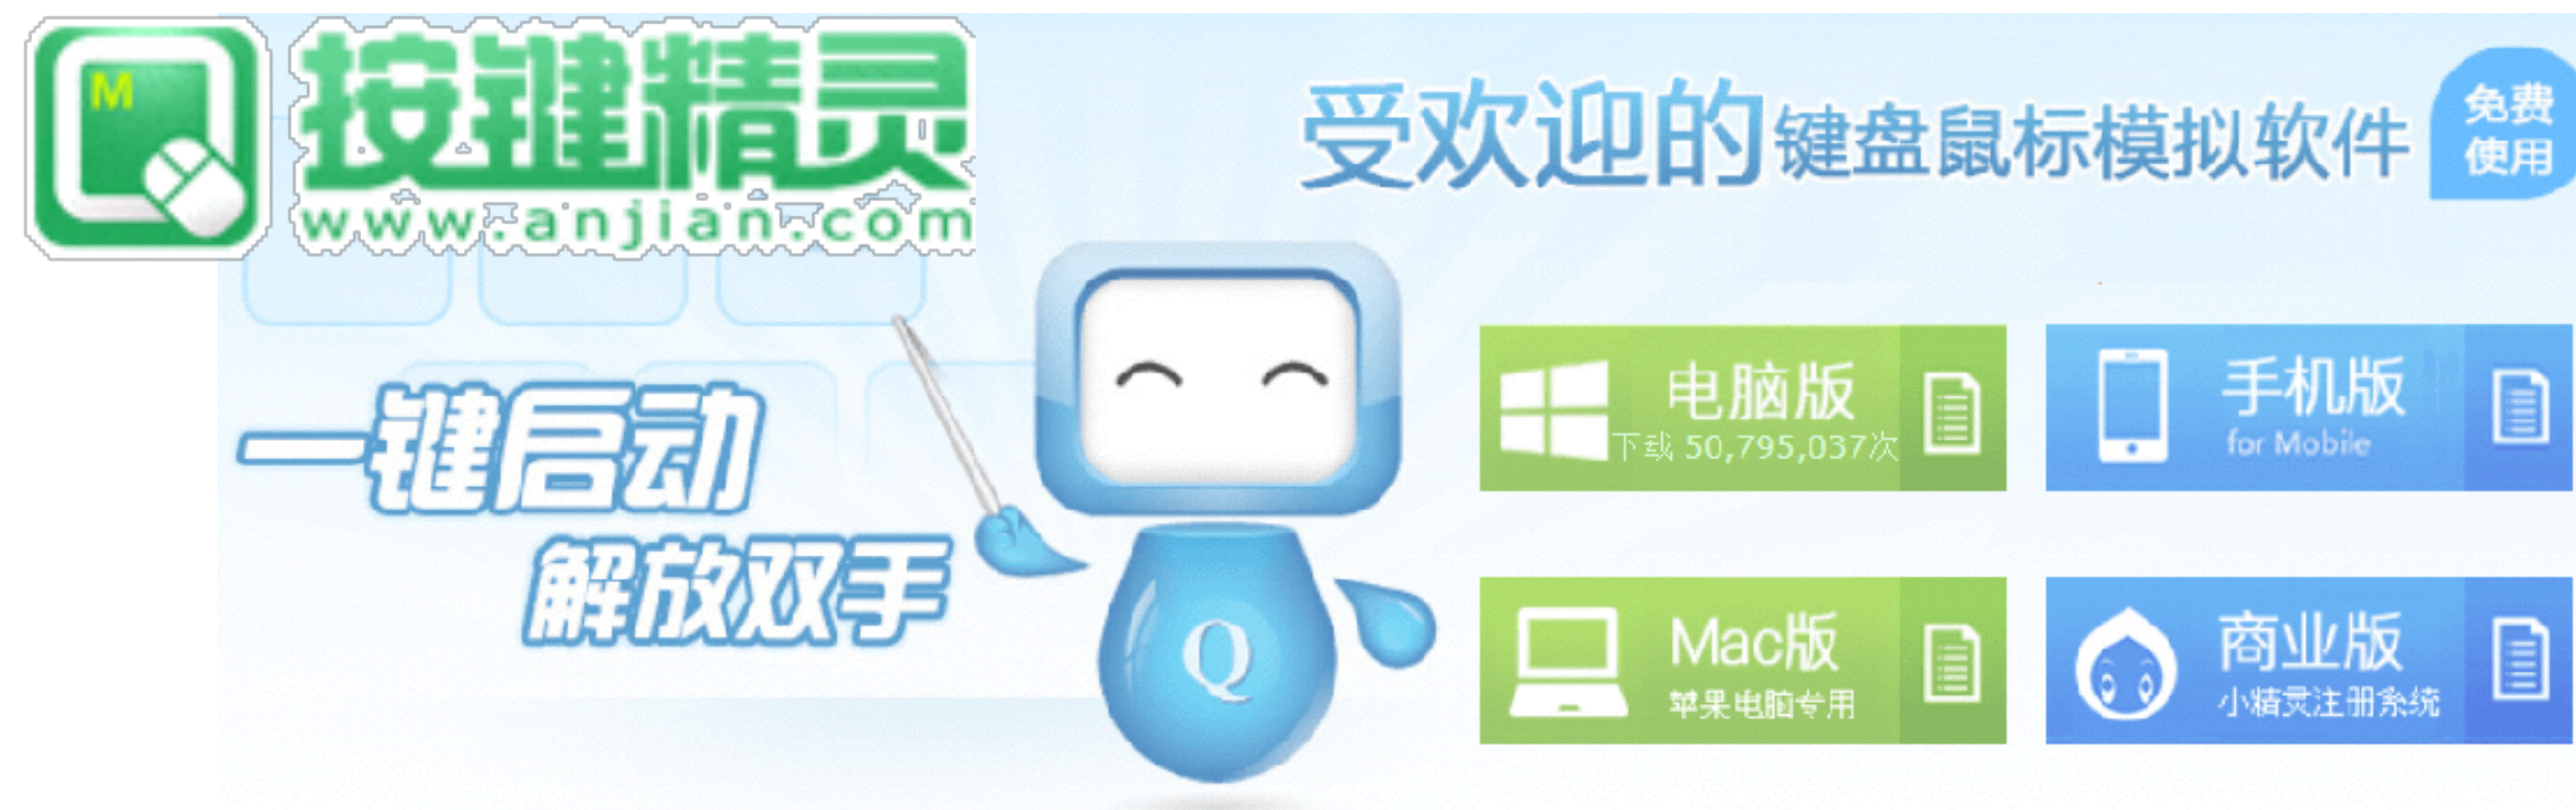 M
按键精灵
www.anjian.com
受欢迎的键盘鼠标模拟软件
免费
使用
一键启动
解放双手
Q
电脑版
下载 50,795,037次
手机版
for Mobile
Mac版
苹果电脑专用
商业版
小精灵注册系统